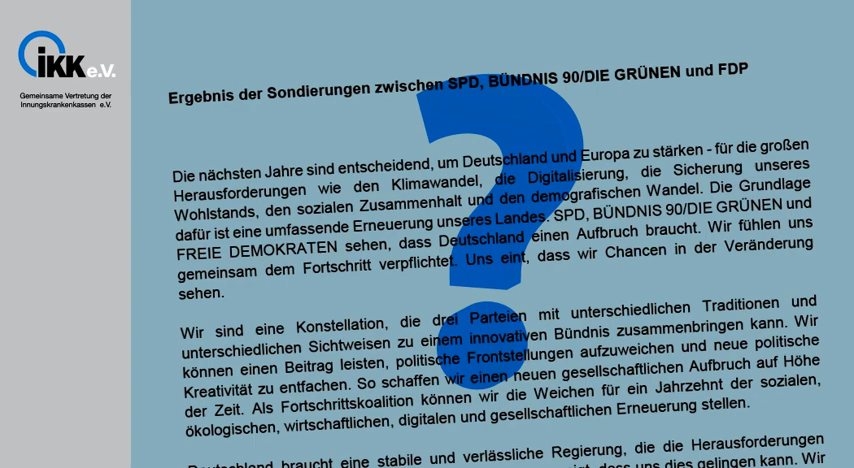 iKK e.V.
Gemeinsame Vertretung der
Innungskrankenkassen e.V.
Ergebnis der Sondierungen zwischen SPD, BÜNDNIS 90/DIE GRÜNEN und FDP
Die nächsten Jahre sind entscheidend, um Deutschland und Europa zu stärken - für die großen
Herausforderungen wie den Klimawandel, die Digitalisierung, die Sicherung unseres
Wohlstands, den sozialen Zusammenhalt und den demografischen Wandel. Die Grundlage
dafür ist eine umfassende Erneuerung unseres Landes. SPD, BÜNDNIS 90/DIE GRÜNEN und
FREIE DEMOKRATEN sehen, dass Deutschland einen Aufbruch braucht. Wir fühlen uns
gemeinsam dem Fortschritt verpflichtet. Uns eint, dass wir Chancen in der Veränderung
sehen.
Wir sind eine Konstellation, die drei Parteien mit unterschiedlichen Traditionen und
unterschiedlichen Sichtweisen zu einem innovativen Bündnis zusammenbringen kann. Wir
können einen Beitrag leisten, politische Frontstellungen aufzuweichen und neue politische
Kreativität zu entfachen. So schaffen wir einen neuen gesellschaftlichen Aufbruch auf Höhe
der Zeit. Als Fortschrittskoalition können wir die Weichen für ein Jahrzehnt der sozialen,
ökologischen, wirtschaftlichen, digitalen und gesellschaftlichen Erneuerung stellen.
Deutschland braucht eine stabile und verlässliche Regierung, die die Herausforderungen
dass uns dies gelingen kann. Wir
?